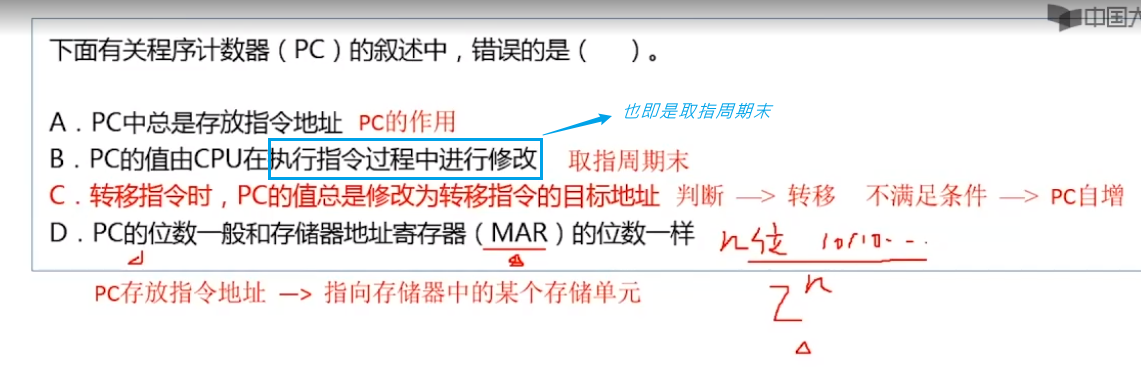 中国大
下面有关程序计数器（PC）的叙述中，错误的是（ ）。
也即是取指周期末
A．PC中总是存放指令地址 PC的作用
B．PC的值由CPU在执行指令过程中进行修改 取指周期末
C．转移指令时，PC的值总是修改为转移指令的目标地址 判断 —> 转移 不满足条件 —> PC自增
D．PC的位数一般和存储器地址寄存器（MAR）的位数一样 n位 10110...
PC存放指令地址 —> 指向存储器中的某个存储单元 2^n